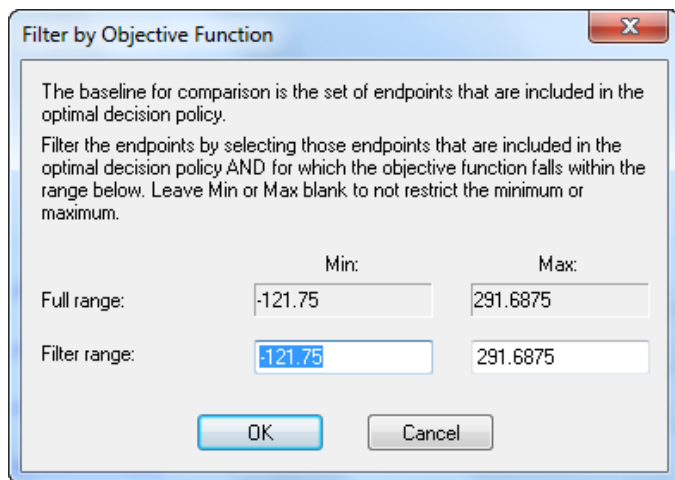 Filter by Objective Function
The baseline for comparison is the set of endpoints that are included in the
optimal decision policy.
Filter the endpoints by selecting those endpoints that are included in the
optimal decision policy AND for which the objective function falls within the
range below. Leave Min or Max blank to not restrict the minimum or
maximum.
Min: Max:
Full range: -121.75 291.6875
Filter range: -121.75 291.6875
OK Cancel